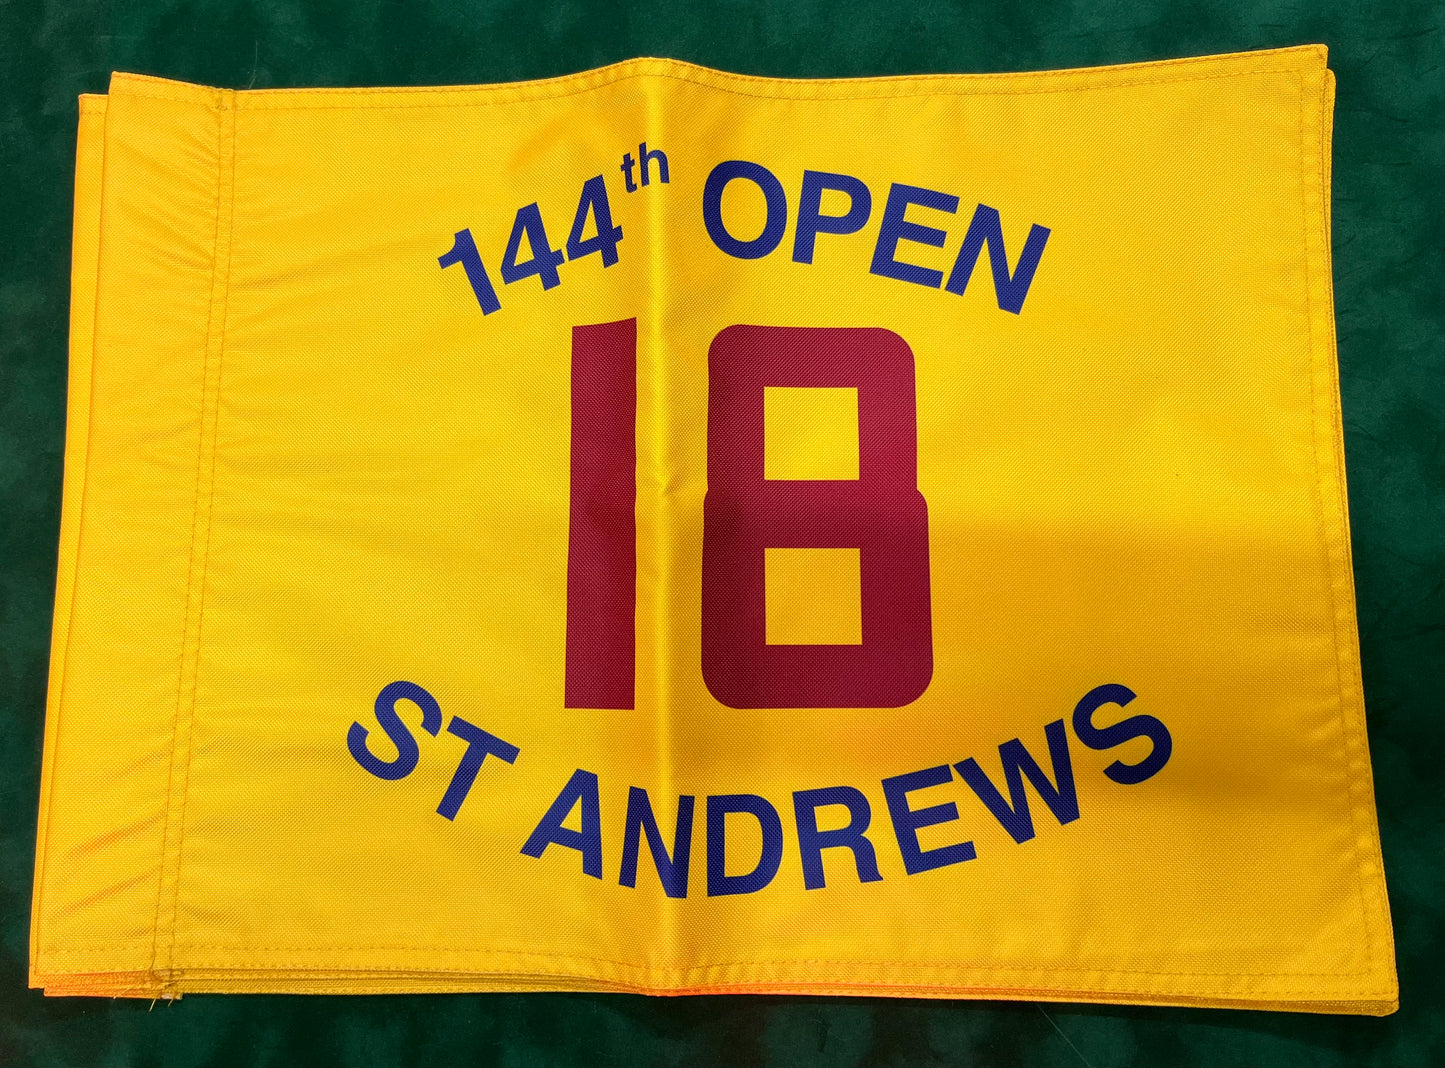 144th OPEN
18
ST ANDREWS